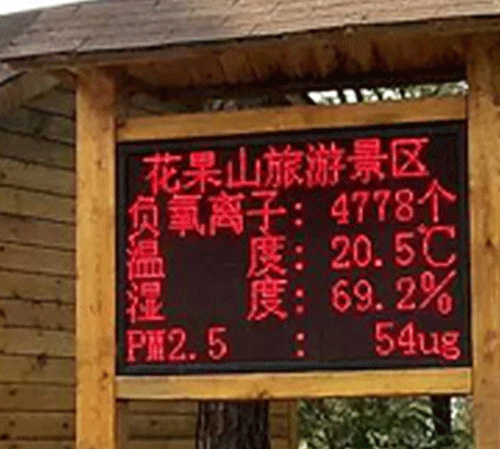 花果山旅游景区
负氧离子: 4778个
温 度: 20.5℃
湿 度: 69.2%
PM2.5 : 54ug